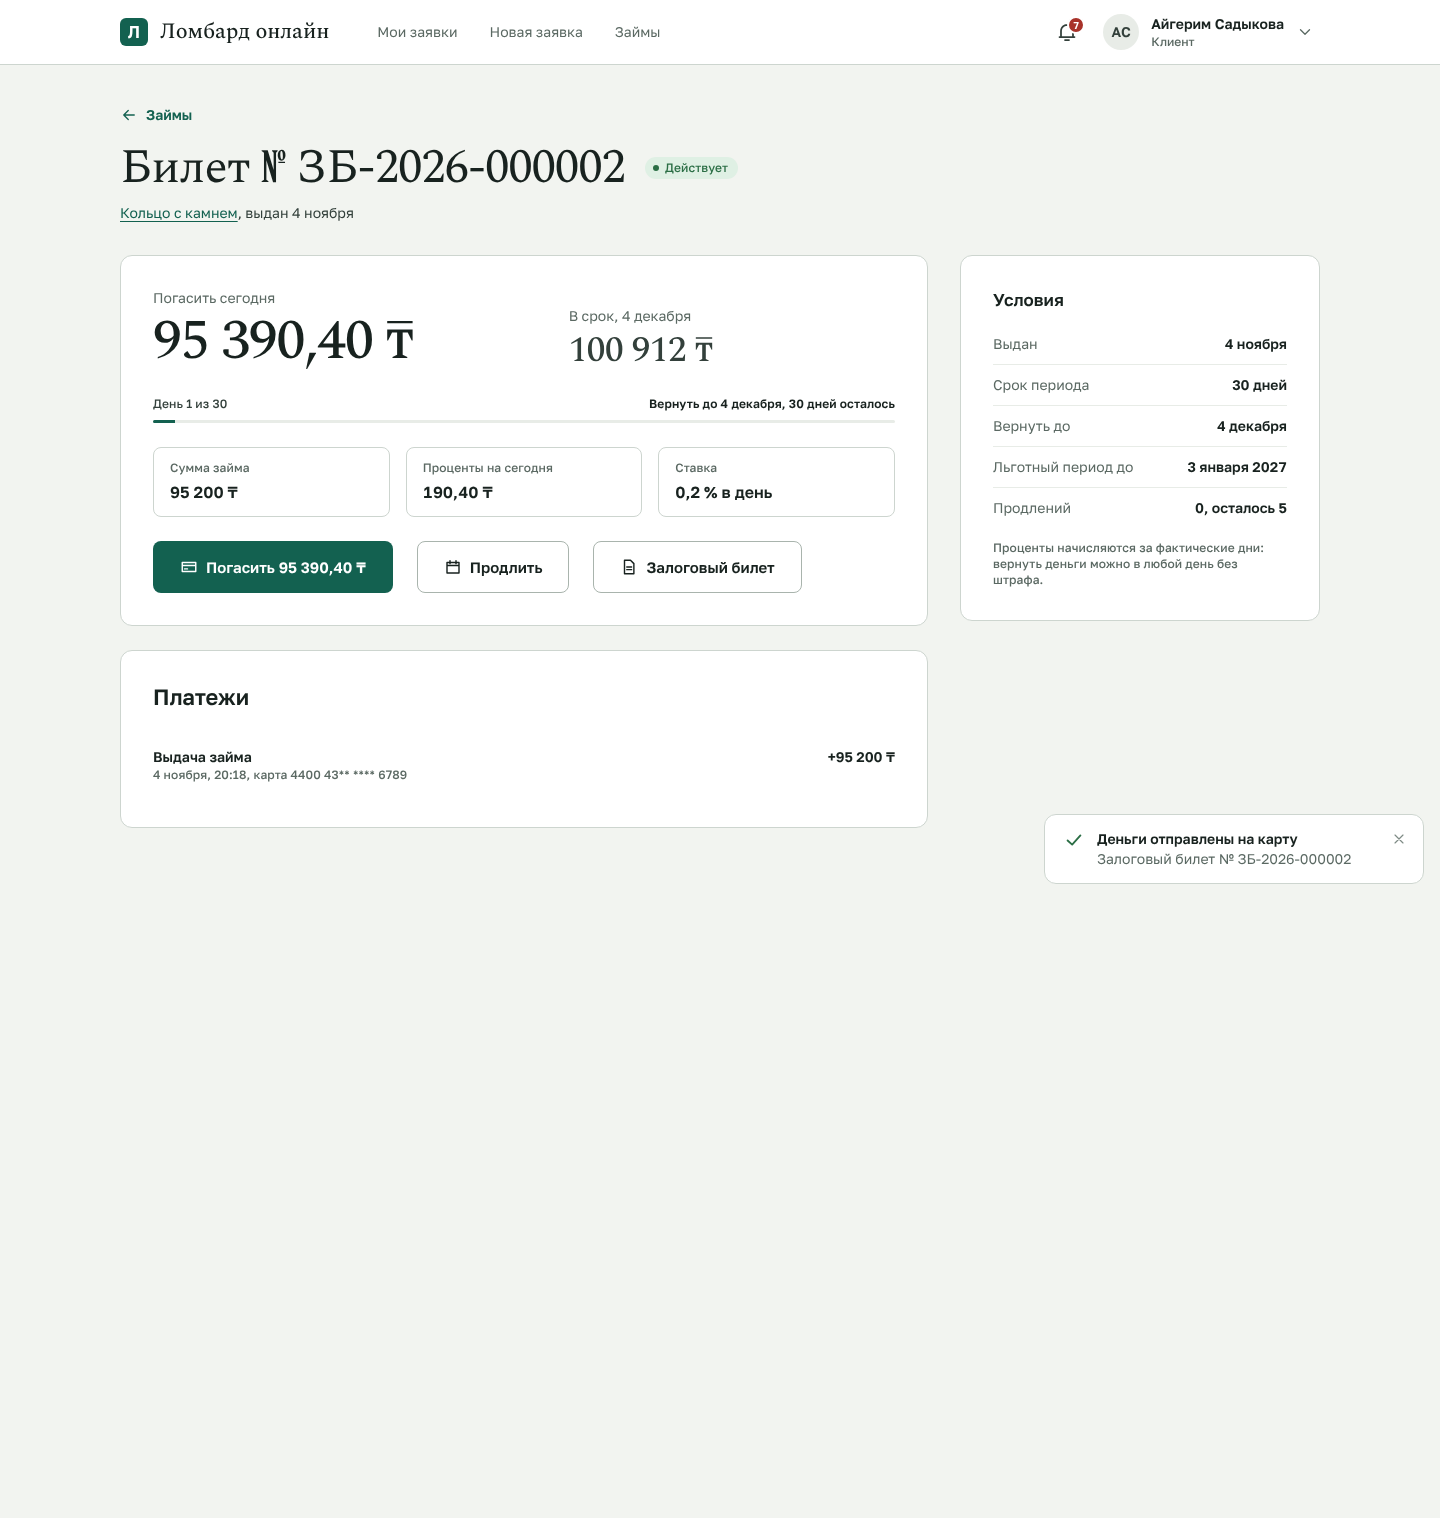 Л Ломбард онлайн Мои заявки Новая заявка Займы 7 АС Айгерим Садыкова
Клиент
← Займы
Билет № ЗБ-2026-000002 Действует
Кольцо с камнем, выдан 4 ноября
Погасить сегодня
95 390,40 ₸
В срок, 4 декабря
100 912 ₸
День 1 из 30
Вернуть до 4 декабря, 30 дней осталось
Сумма займа
95 200 ₸
Проценты на сегодня
190,40 ₸
Ставка
0,2 % в день
Погасить 95 390,40 ₸
Продлить
Залоговый билет
Условия
Выдан 4 ноября
Срок периода 30 дней
Вернуть до 4 декабря
Льготный период до 3 января 2027
Продлений 0, осталось 5
Проценты начисляются за фактические дни:
вернуть деньги можно в любой день без
штрафа.
Платежи
Выдача займа +95 200 ₸
4 ноября, 20:18, карта 4400 43** **** 6789
Деньги отправлены на карту
Залоговый билет № ЗБ-2026-000002